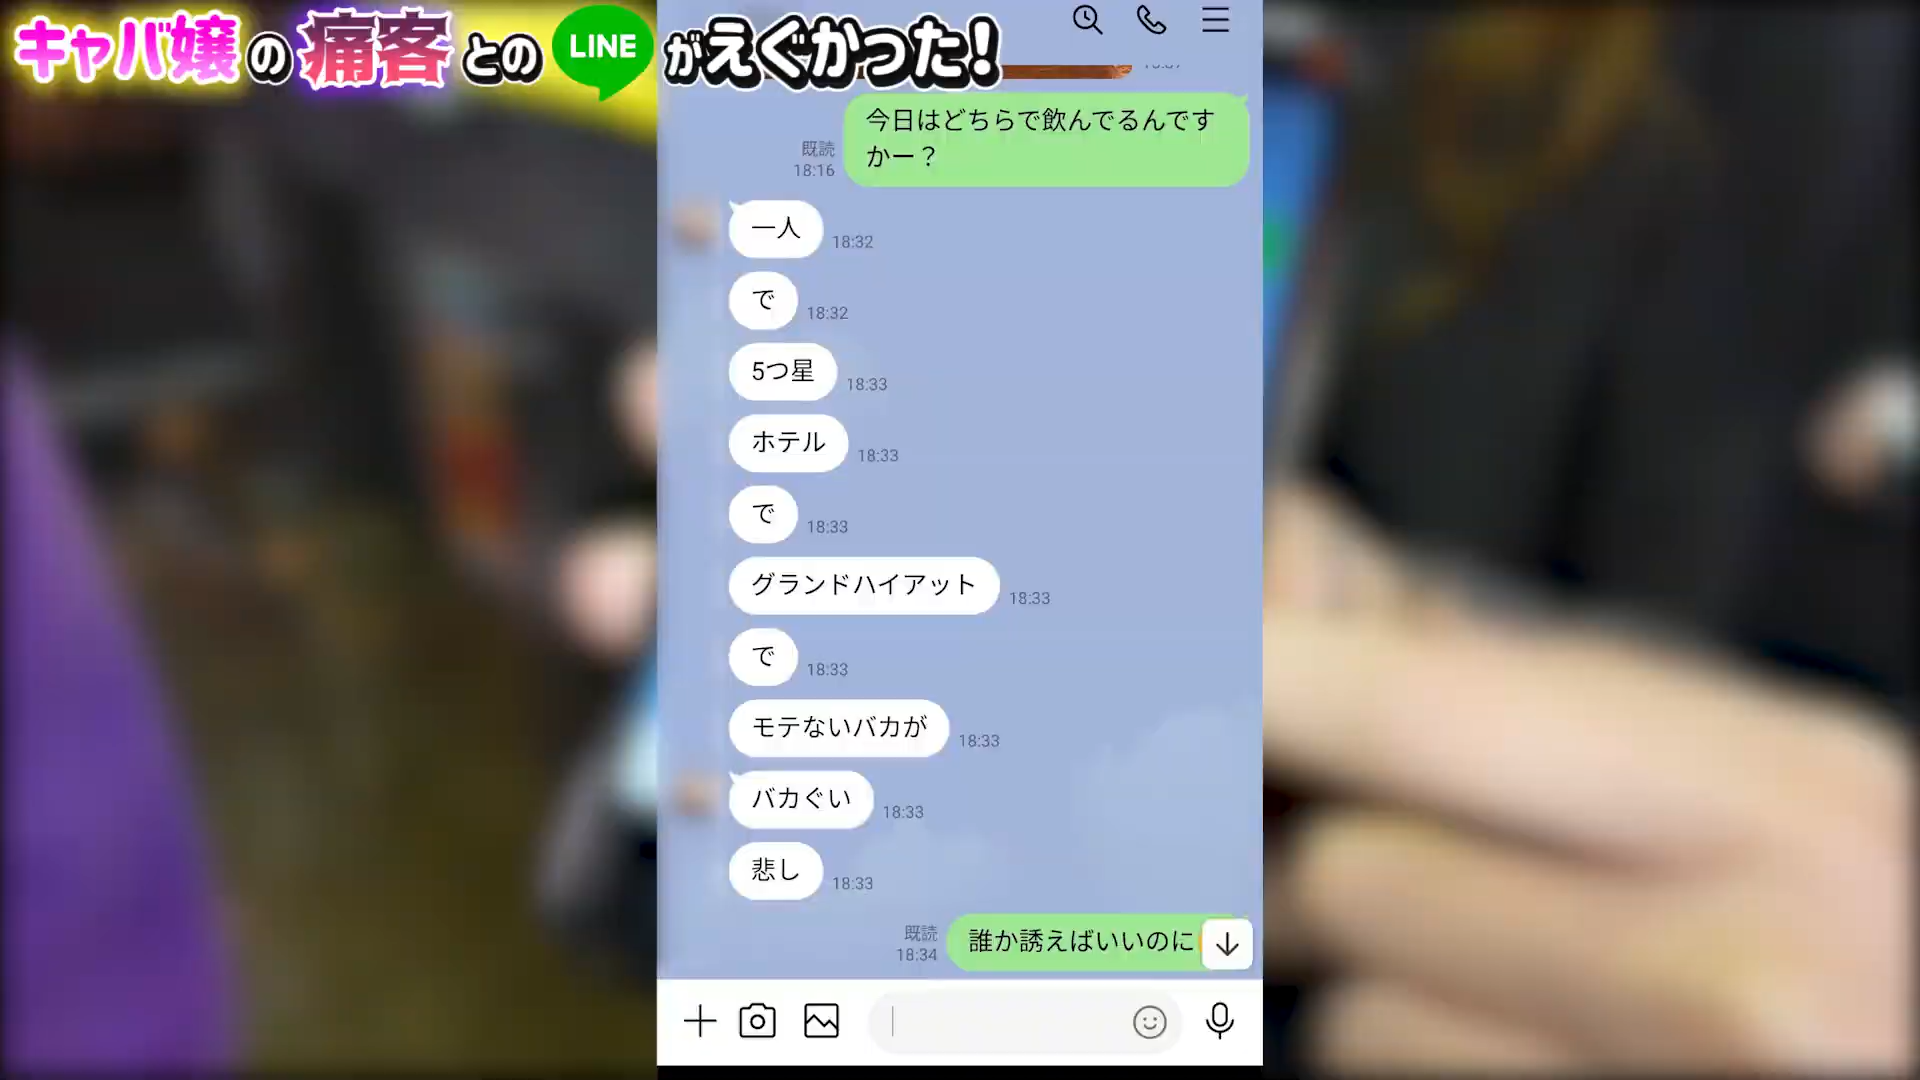 キャバ嬢の痛客とのLINEがえぐかった!
今日はどちらで飲んでるんです
かー？
既読
18:16
一人
18:32
で
18:32
5つ星
18:33
ホテル
18:33
で
18:33
グランドハイアット
18:33
で
18:33
モテないバカが
18:33
バカぐい
18:33
悲し
18:33
誰か誘えばいいのに
既読
18:34